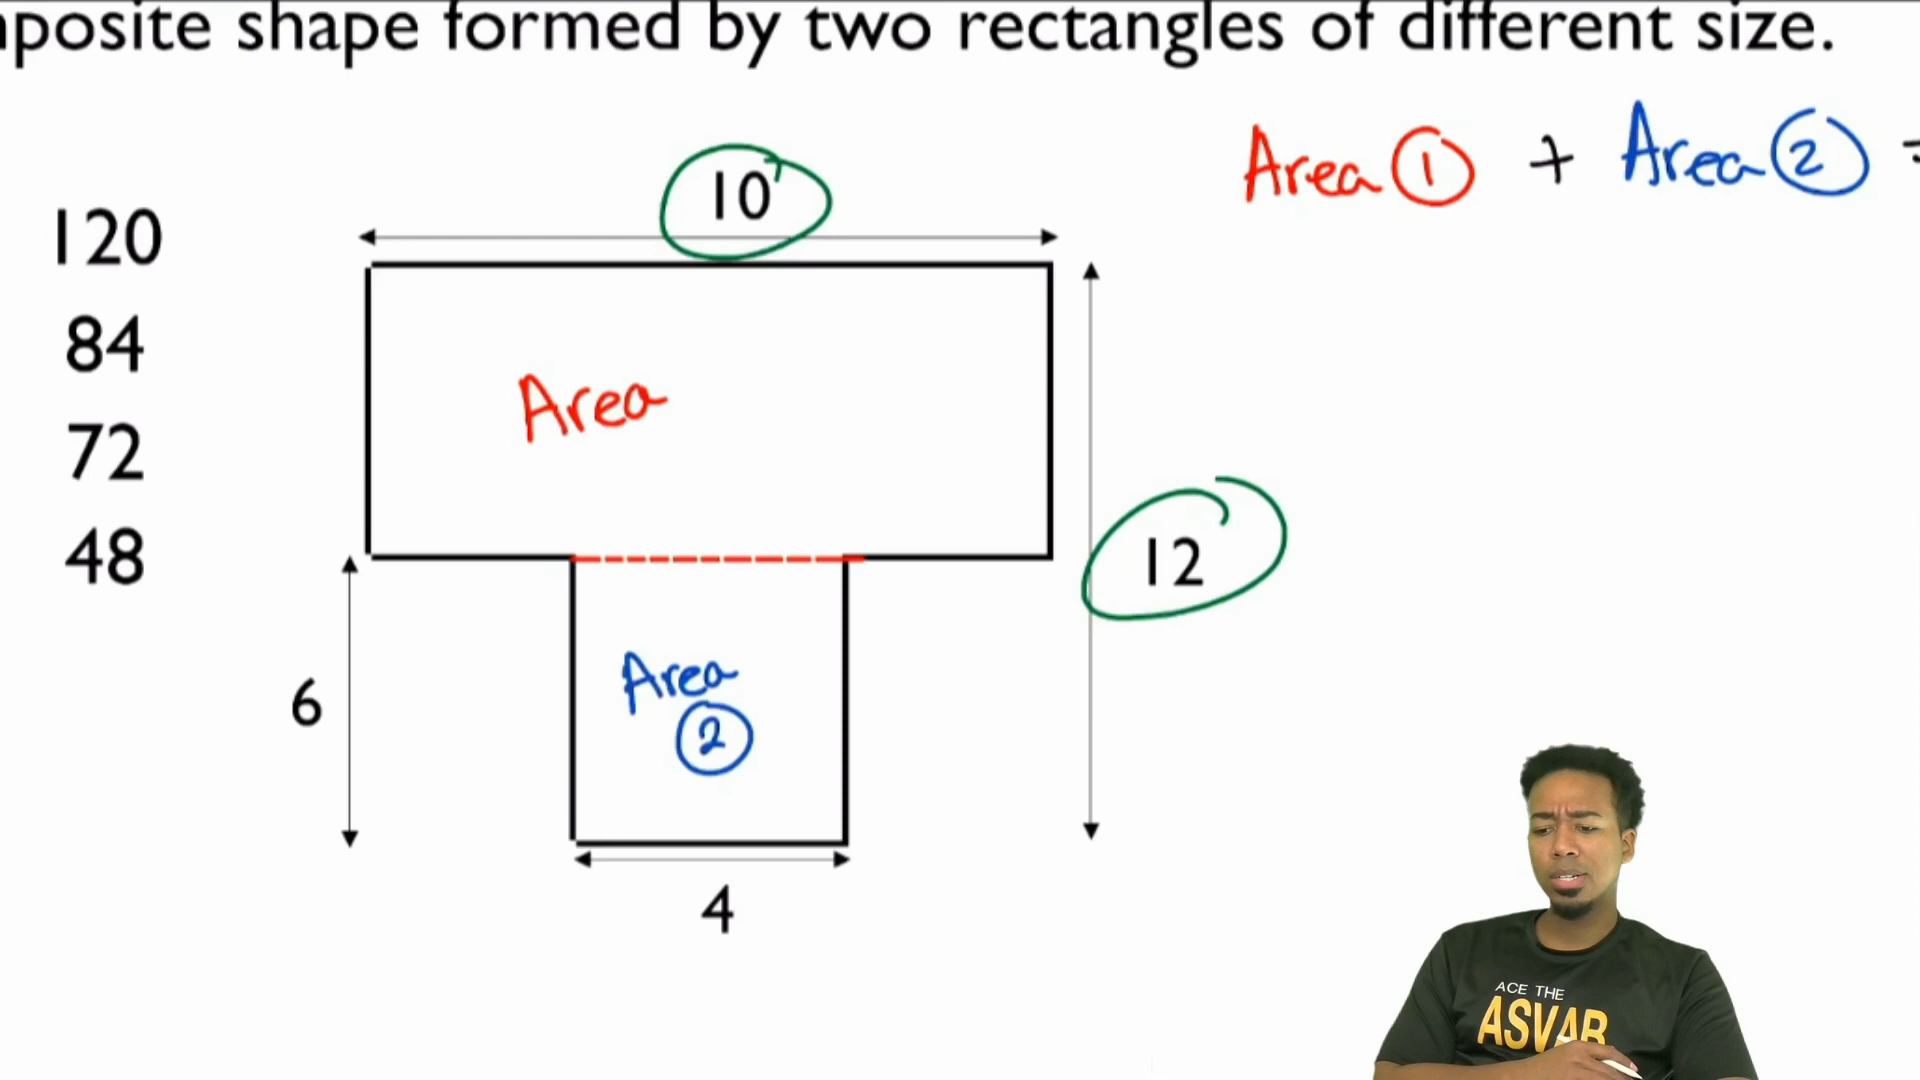 posite shape formed by two rectangles of different size.
Area 1 + Area 2
10
120
84
72
48
Area
12
Area
2
6
4
ACE THE
ASVAB